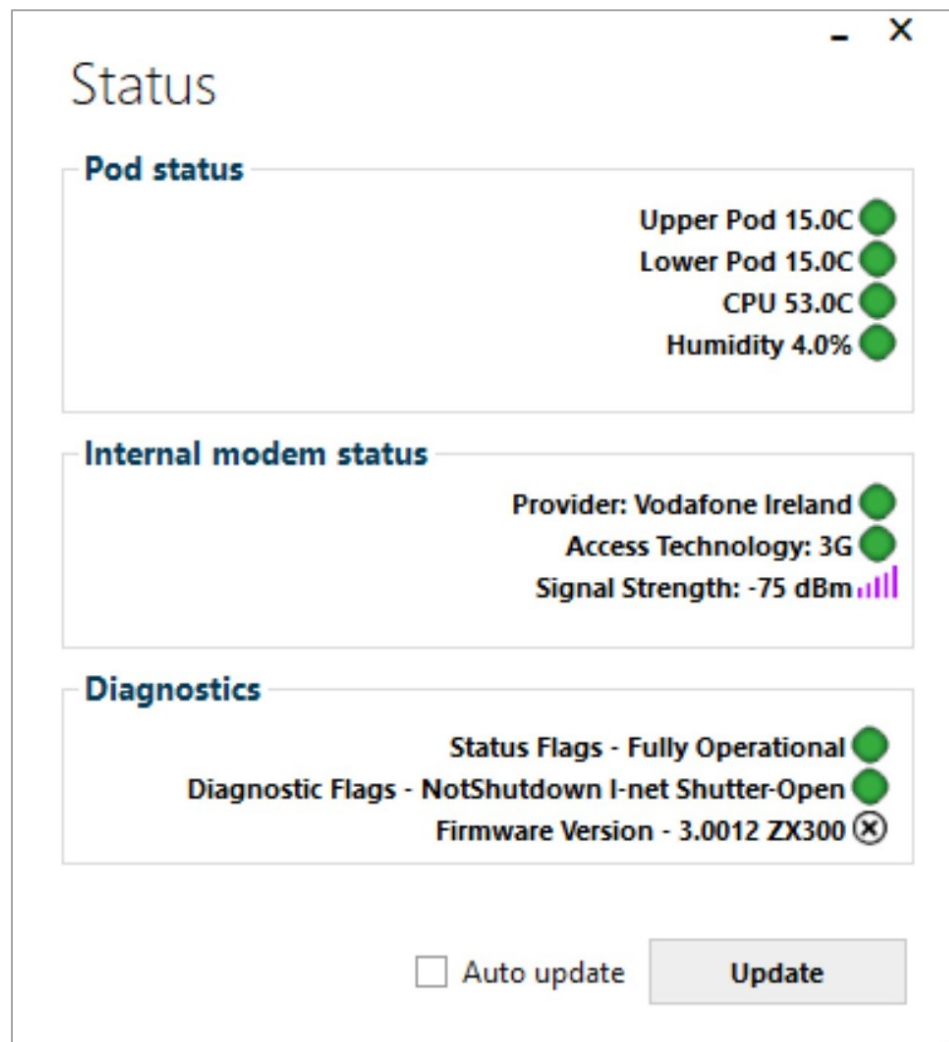 Status
Pod status
Upper Pod 15.0C
Lower Pod 15.0C
CPU 53.0C
Humidity 4.0%
Internal modem status
Provider: Vodafone Ireland
Access Technology: 3G
Signal Strength: -75 dBm
Diagnostics
Status Flags - Fully Operational
Diagnostic Flags - NotShutdown I-net Shutter-Open
Firmware Version - 3.0012 ZX300
Auto update
Update